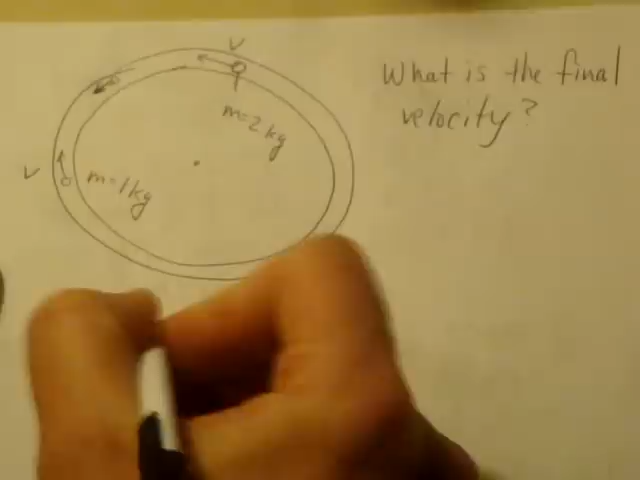 v
What is the final
velocity?
m=2kg
v
m=1kg